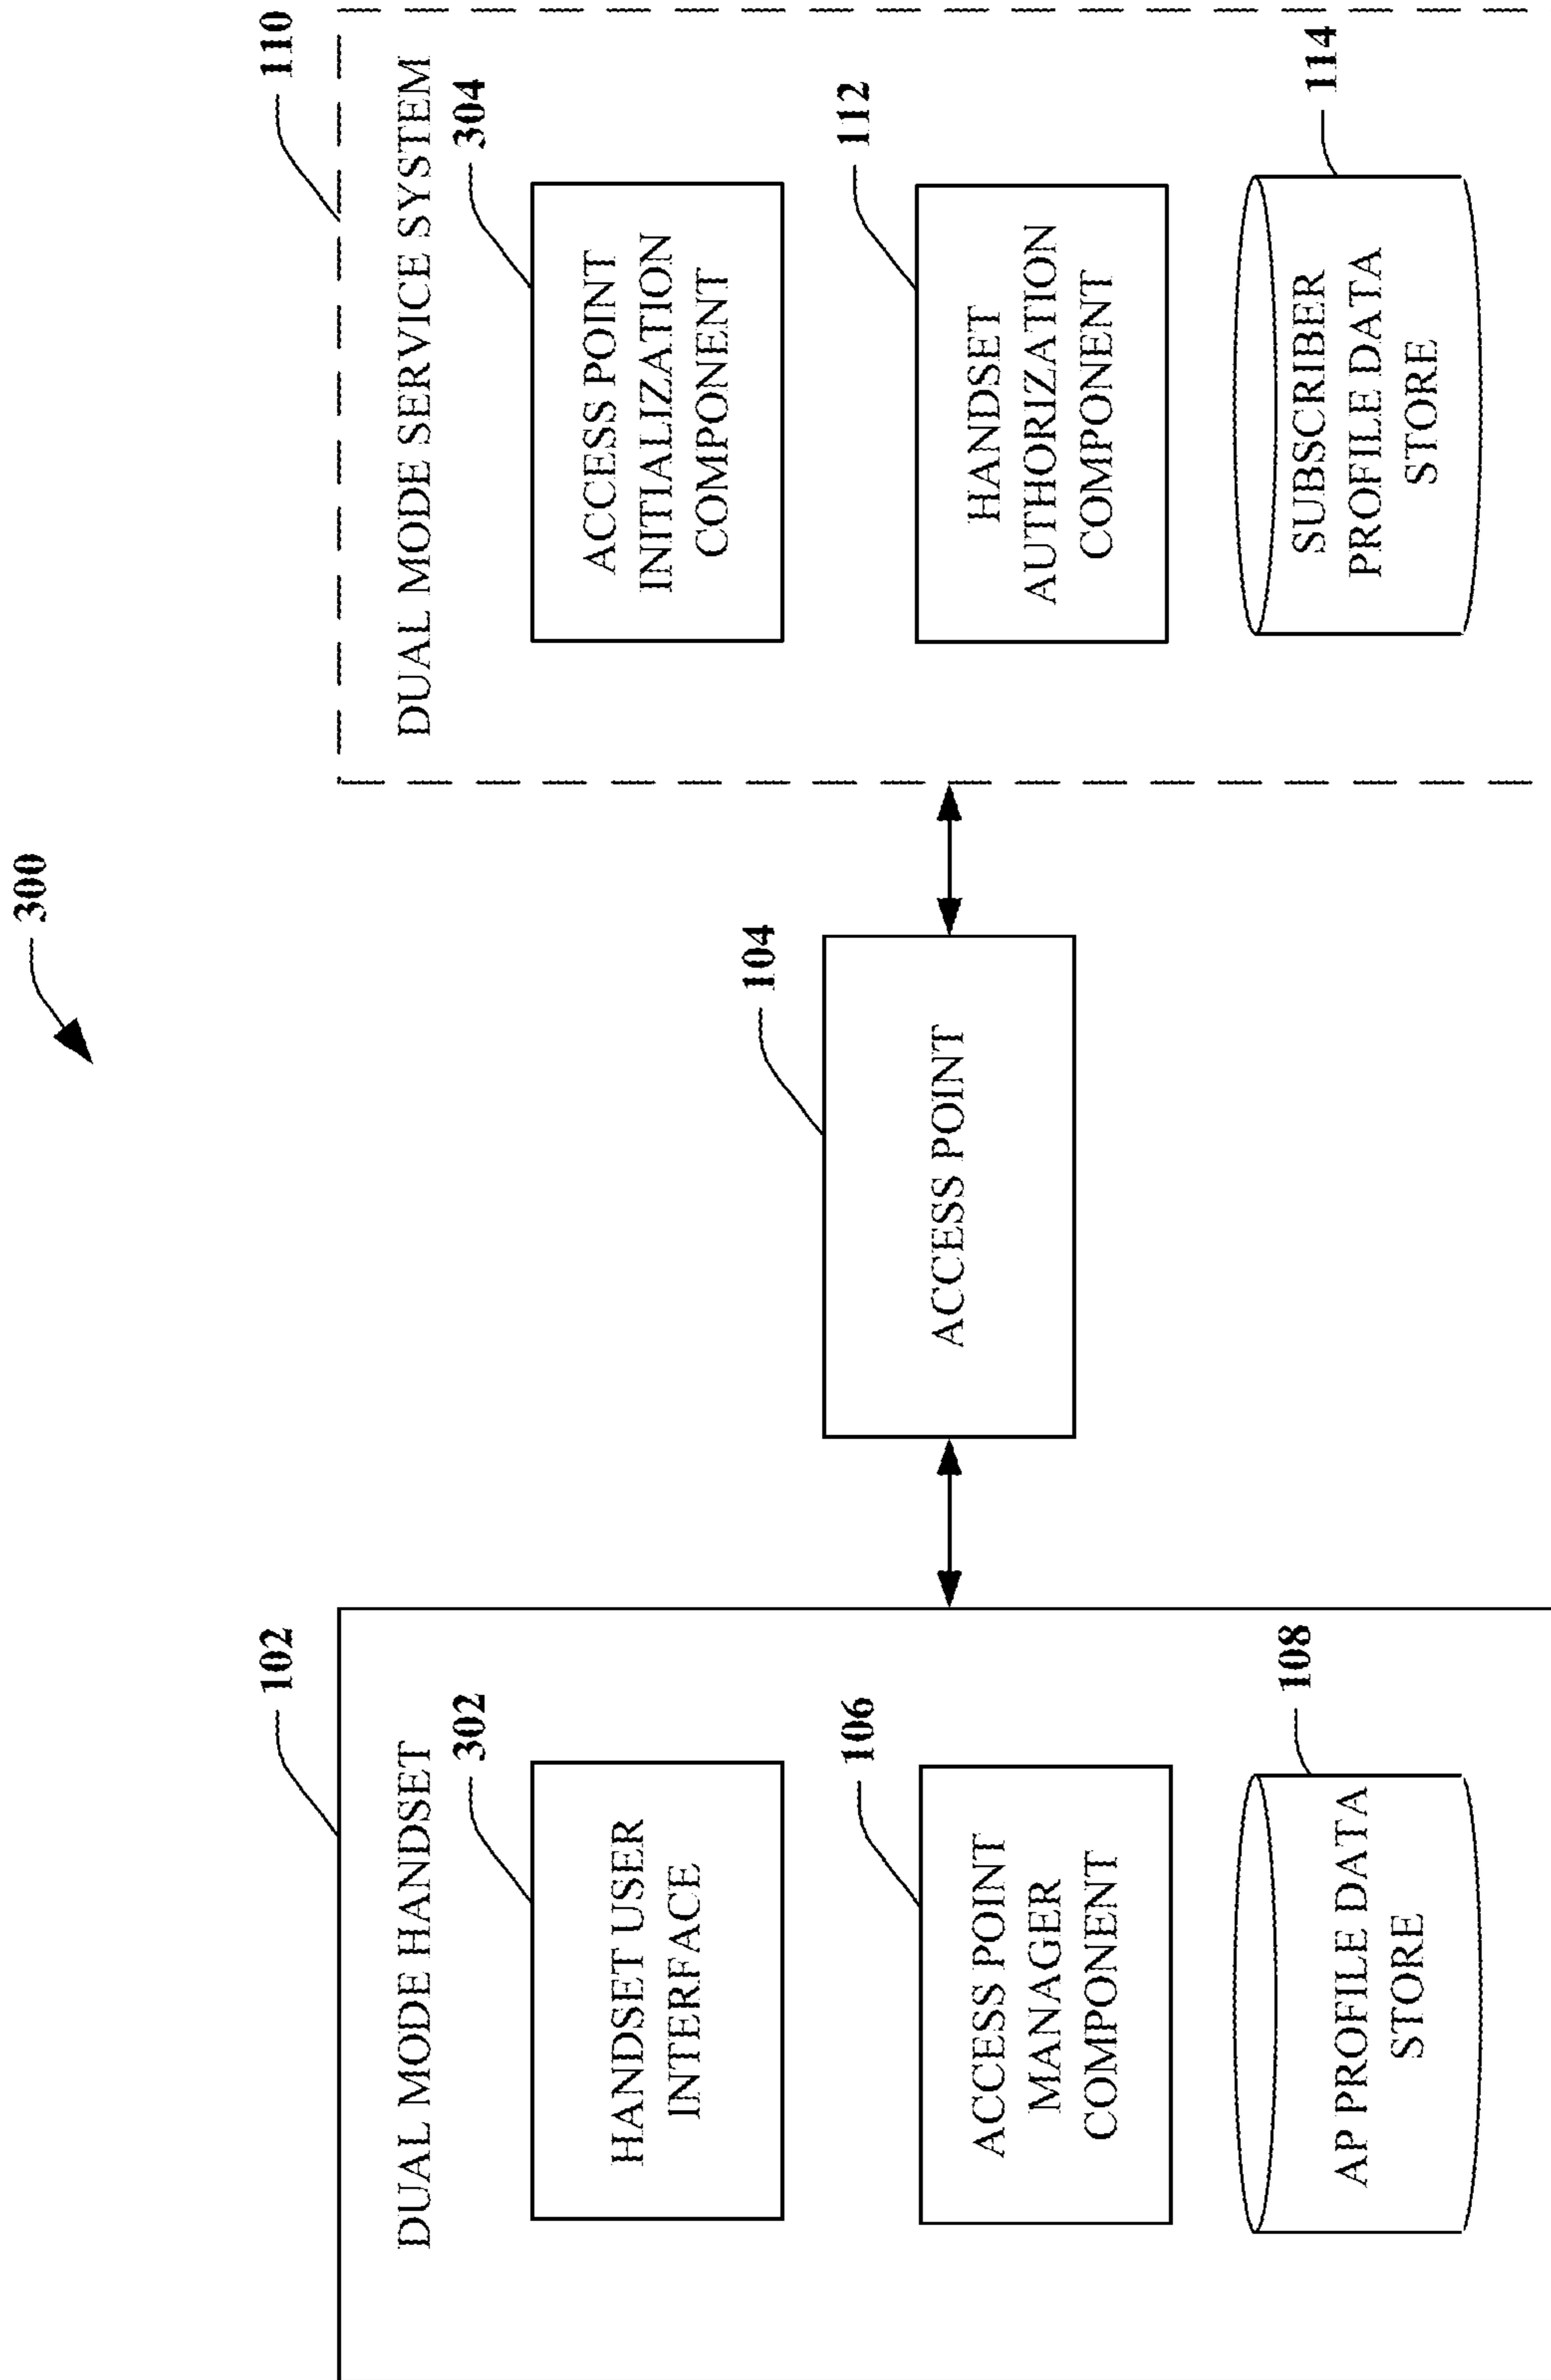 300
102
DUAL MODE HANDSET
302
HANDSET USER
INTERFACE
106
ACCESS POINT
MANAGER
COMPONENT
108
AP PROFILE DATA
STORE
104
ACCESS POINT
110
DUAL MODE SERVICE SYSTEM
304
ACCESS POINT
INITIALIZATION
COMPONENT
112
HANDSET
AUTHORIZATION
COMPONENT
114
SUBSCRIBER
PROFILE DATA
STORE